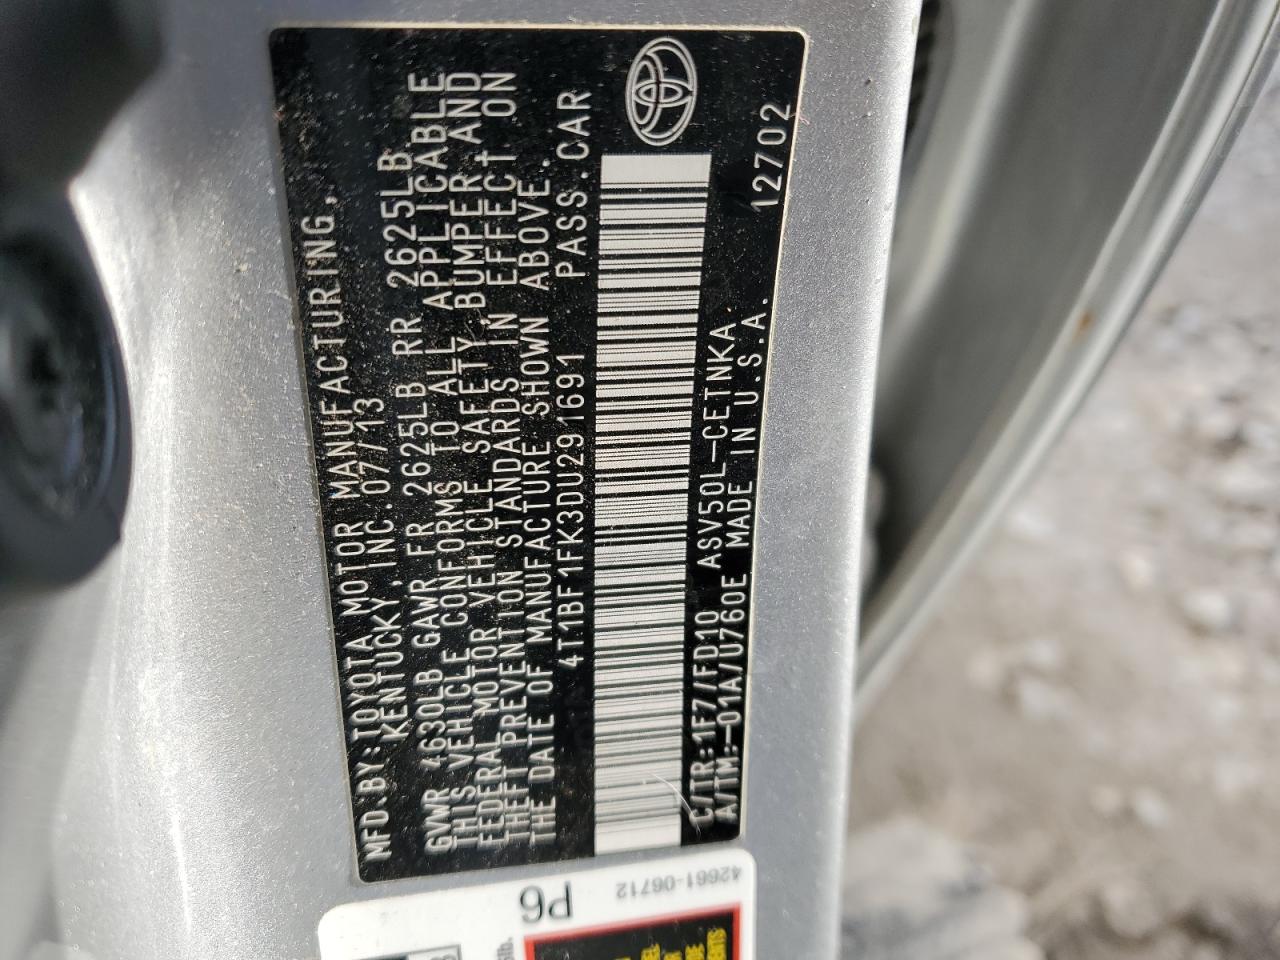 MFD.BY:TOYOTA MOTOR MANUFACTURING,
KENTUCKY, INC. 07/13
GVWR 4630LB GAWR FR 2625LB RR 2625LB
THIS VEHICLE CONFORMS TO ALL APPLICABLE
FEDERAL MOTOR VEHICLE SAFETY, BUMPER AND
THEFT PREVENTION STANDARDS IN EFFECT ON
THE DATE OF MANUFACTURE SHOWN ABOVE.
4T1BF1FK3DU291691 PASS.CAR
C/TR:1F7/FD10 ASV50L-CETNKA
A/TM:-01A/U760E MADE IN U.S.A.
12702
42661-06712
P6